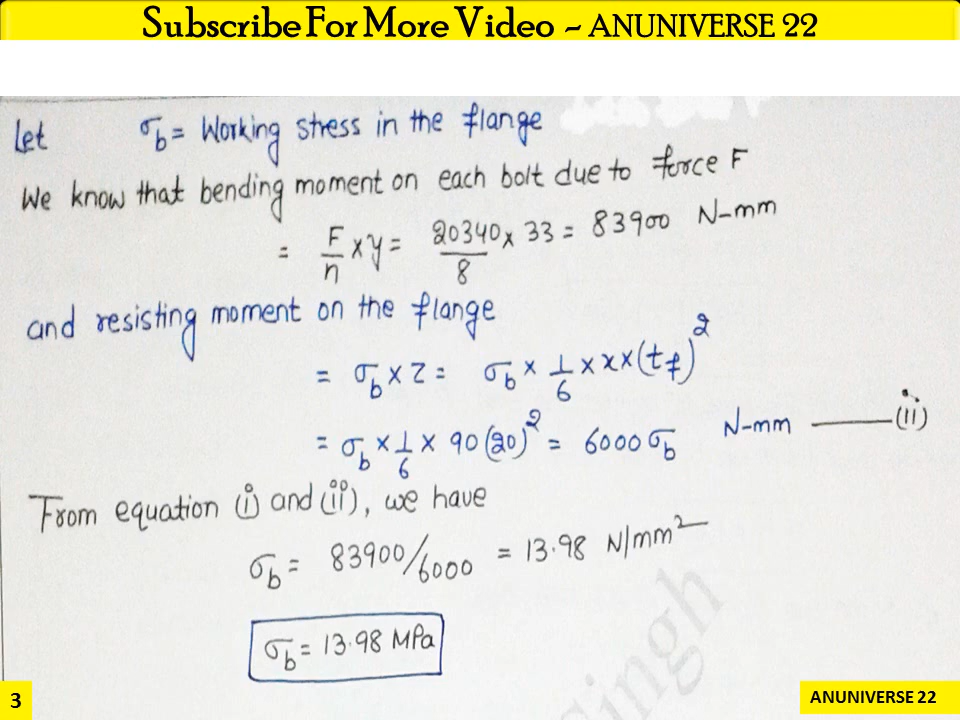 Subscribe For More Video ~ ANUNIVERSE 22
Let σb = Working stress in the flange
We know that bending moment on each bolt due to force F
= F/n × y = 20340/8 × 33 = 83900 N-mm
and resisting moment on the flange
= σb × Z = σb × 1/6 × x × (tf)²
= σb × 1/6 × 90 (20)² = 6000 σb N-mm ——— (ii)
From equation (i) and (ii), we have
σb = 83900/6000 = 13.98 N/mm²
σb = 13.98 MPa
Singh
3
ANUNIVERSE 22